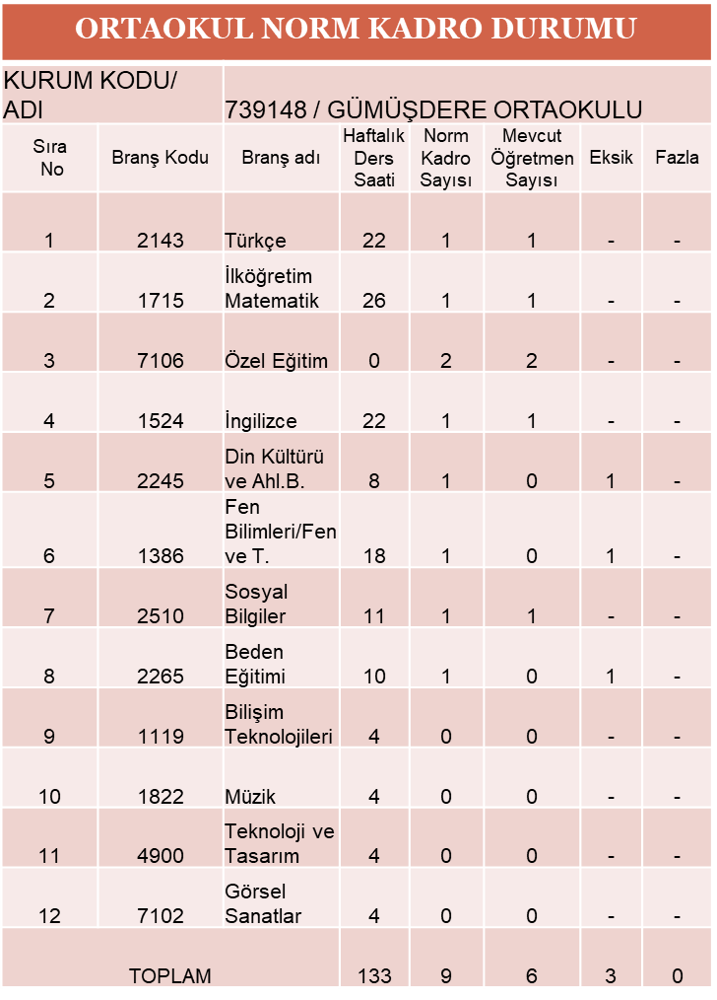 ORTAOKUL NORM KADRO DURUMU
KURUM KODU/
ADI
739148 / GÜMÜŞDERE ORTAOKULU
Sıra
No
Branş Kodu
Branş adı
Haftalık
Ders
Saati
Norm
Kadro
Sayısı
Mevcut
Öğretmen
Sayısı
Eksik
Fazla
1 2143 Türkçe 22 1 1 - -
İlköğretim
2 1715 Matematik 26 1 1 - -
3 7106 Özel Eğitim 0 2 2 - -
4 1524 İngilizce 22 1 1 - -
Din Kültürü
5 2245 ve Ahl.B. 8 1 0 1 -
Fen
Bilimleri/Fen
6 1386 ve T. 18 1 0 1 -
Sosyal
7 2510 Bilgiler 11 1 1 - -
Beden
8 2265 Eğitimi 10 1 0 1 -
Bilişim
9 1119 Teknolojileri 4 0 0 - -
10 1822 Müzik 4 0 0 - -
Teknoloji ve
11 4900 Tasarım 4 0 0 - -
Görsel
12 7102 Sanatlar 4 0 0 - -
TOPLAM 133 9 6 3 0